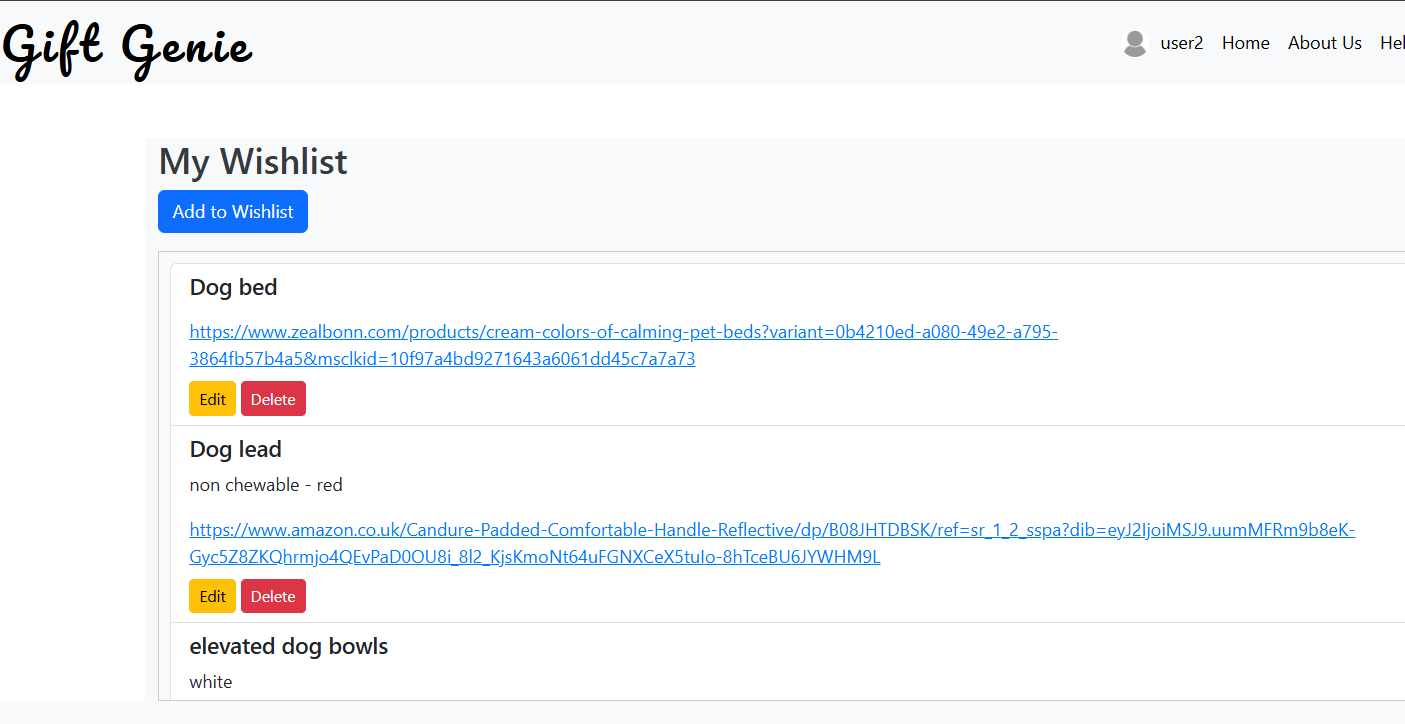 Gift Genie
user2 Home About Us Hel
My Wishlist
Add to Wishlist
Dog bed
https://www.zealbonn.com/products/cream-colors-of-calming-pet-beds?variant=0b4210ed-a080-49e2-a795-
3864fb57b4a5&msclkid=10f97a4bd9271643a6061dd45c7a7a73
Edit Delete
Dog lead
non chewable - red
https://www.amazon.co.uk/Candure-Padded-Comfortable-Handle-Reflective/dp/B08JHTDBSK/ref=sr_1_2_sspa?dib=eyJ2IjoiMSJ9.uumMFRm9b8eK-
Gyc5Z8ZKQhrmjo4QEvPaD0OU8i_8l2_KjsKmoNt64uFGNXCeX5tuIo-8hTceBU6JYWHM9L
Edit Delete
elevated dog bowls
white